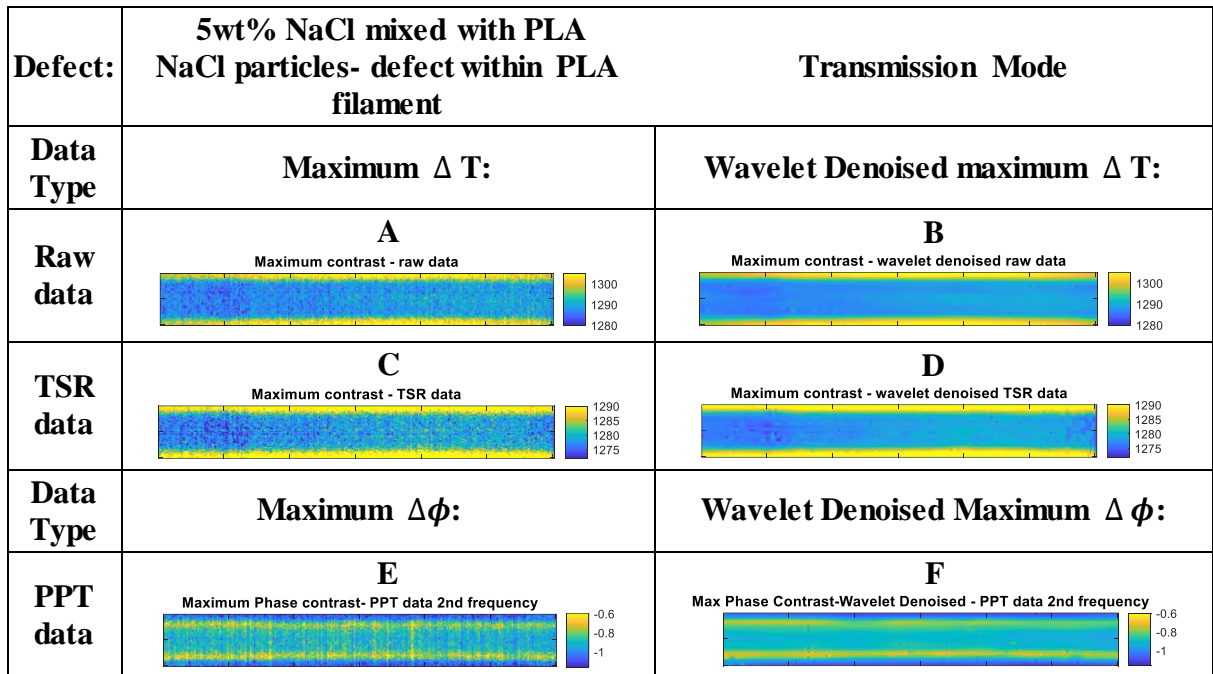 Defect:
5wt% NaCl mixed with PLA
NaCl particles- defect within PLA
filament
Transmission Mode
Data
Type
Maximum Δ T:
Wavelet Denoised maximum Δ T:
Raw
data
A
Maximum contrast - raw data
1300
1290
1280
B
Maximum contrast - wavelet denoised raw data
1300
1290
1280
TSR
data
C
Maximum contrast - TSR data
1290
1285
1280
1275
D
Maximum contrast - wavelet denoised TSR data
1290
1285
1280
1275
Data
Type
Maximum Δϕ:
Wavelet Denoised Maximum Δ ϕ:
PPT
data
E
Maximum Phase contrast- PPT data 2nd frequency
-0.6
-0.8
-1
F
Max Phase Contrast-Wavelet Denoised - PPT data 2nd frequency
-0.6
-0.8
-1